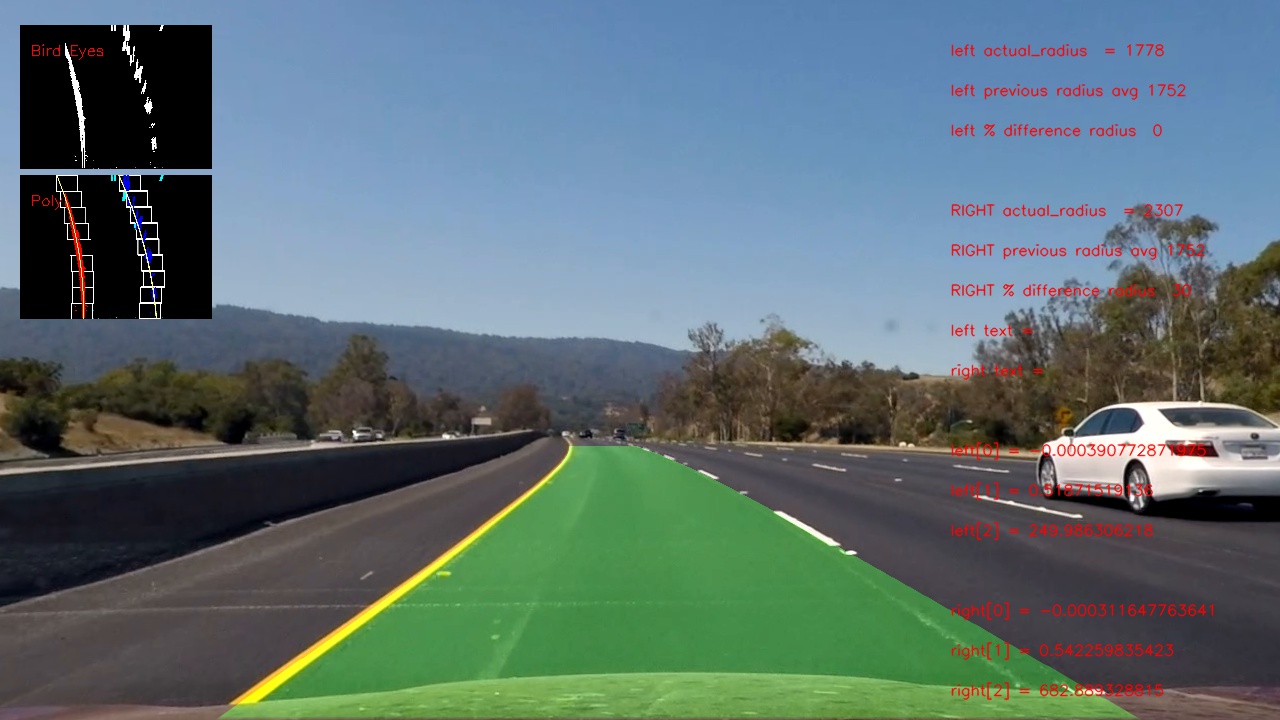 Bird Eyes
Poly
left actual_radius = 1778
left previous radius avg 1752
left % difference radius 0
RIGHT actual_radius = 2307
RIGHT previous radius avg 1752
RIGHT % difference radius 30
left text =
right text =
left[0] = -0.000390772871975
left[1] = 0.51871519136
left[2] = 249.986306218
right[0] = -0.000311647763641
right[1] = 0.542259835423
right[2] = 682.689328815